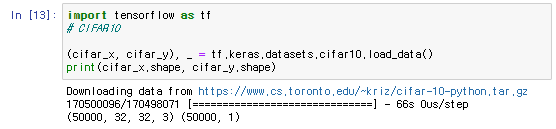 In [13]: import tensorflow as tf
# CIFAR10
(cifar_x, cifar_y), _ = tf.keras.datasets.cifar10.load_data()
print(cifar_x.shape, cifar_y.shape)
Downloading data from https://www.cs.toronto.edu/~kriz/cifar-10-python.tar.gz
170500096/170498071 [==============================] - 66s 0us/step
(50000, 32, 32, 3) (50000, 1)